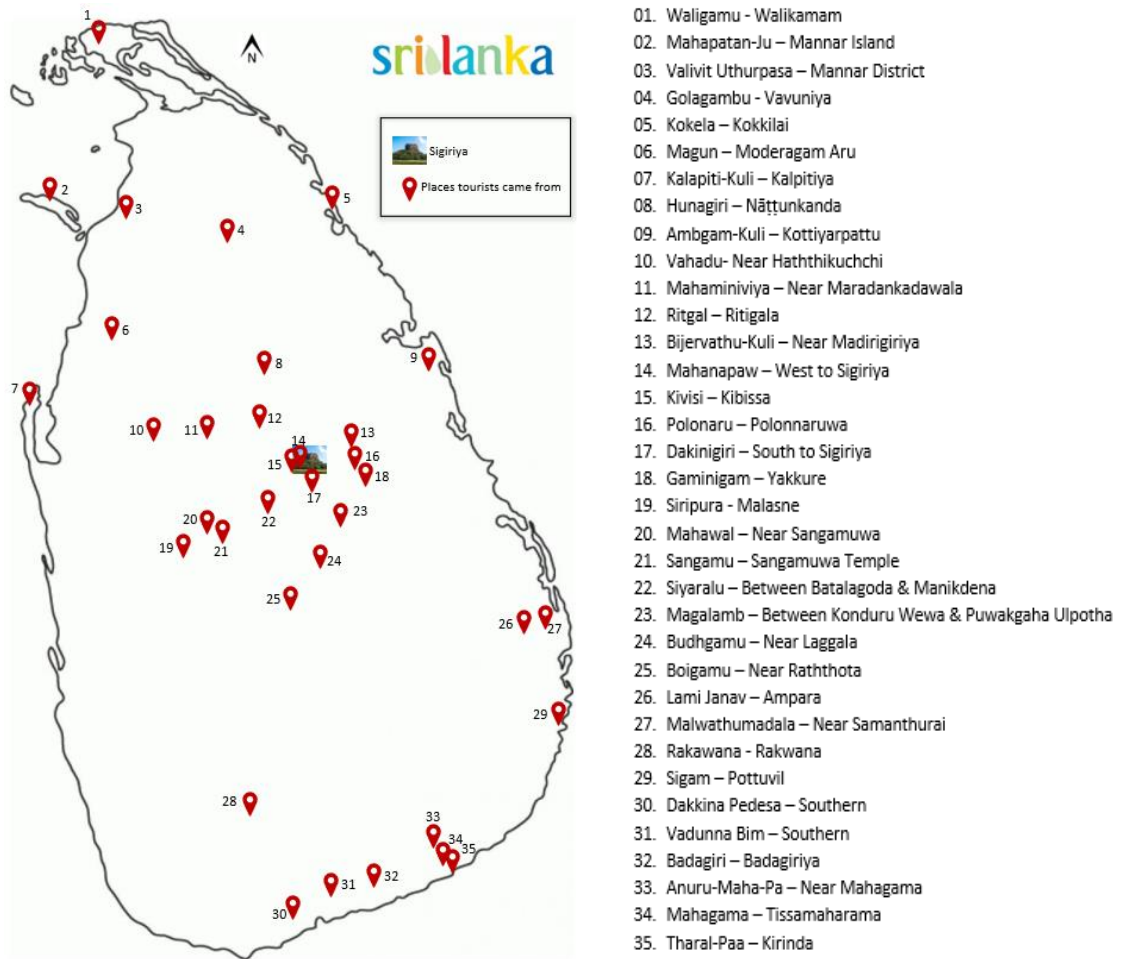 1
N
sri lanka
Sigiriya
Places tourists came from
2
3
5
4
6
7
8
9
10
11
12
13
14
15
16
17
18
22
23
20
21
19
24
25
26
27
29
28
33
34
35
32
31
30
01. Waligamu - Walikamam
02. Mahapatan-Ju – Mannar Island
03. Valivit Uthurpasa – Mannar District
04. Golagambu - Vavuniya
05. Kokela – Kokkilai
06. Magun – Moderagam Aru
07. Kalapiti-Kuli – Kalpitiya
08. Hunagiri – Nāṭṭunkanda
09. Ambgam-Kuli – Kottiyarpattu
10. Vahadu- Near Haththikuchchi
11. Mahaminiviya – Near Maradankadawala
12. Ritgal – Ritigala
13. Bijervathu-Kuli – Near Madirigiriya
14. Mahanapaw – West to Sigiriya
15. Kivisi – Kibissa
16. Polonaru – Polonnaruwa
17. Dakinigiri – South to Sigiriya
18. Gaminigam – Yakkure
19. Siripura - Malasne
20. Mahawal – Near Sangamuwa
21. Sangamu – Sangamuwa Temple
22. Siyaralu – Between Batalagoda & Manikdena
23. Magalamb – Between Konduru Wewa & Puwakgaha Ulpotha
24. Budhgamu – Near Laggala
25. Boigamu – Near Raththota
26. Lami Janav – Ampara
27. Malwathumadala – Near Samanthurai
28. Rakawana - Rakwana
29. Sigam – Pottuvil
30. Dakkina Pedesa – Southern
31. Vadunna Bim – Southern
32. Badagiri – Badagiriya
33. Anuru-Maha-Pa – Near Mahagama
34. Mahagama – Tissamaharama
35. Tharal-Paa – Kirinda